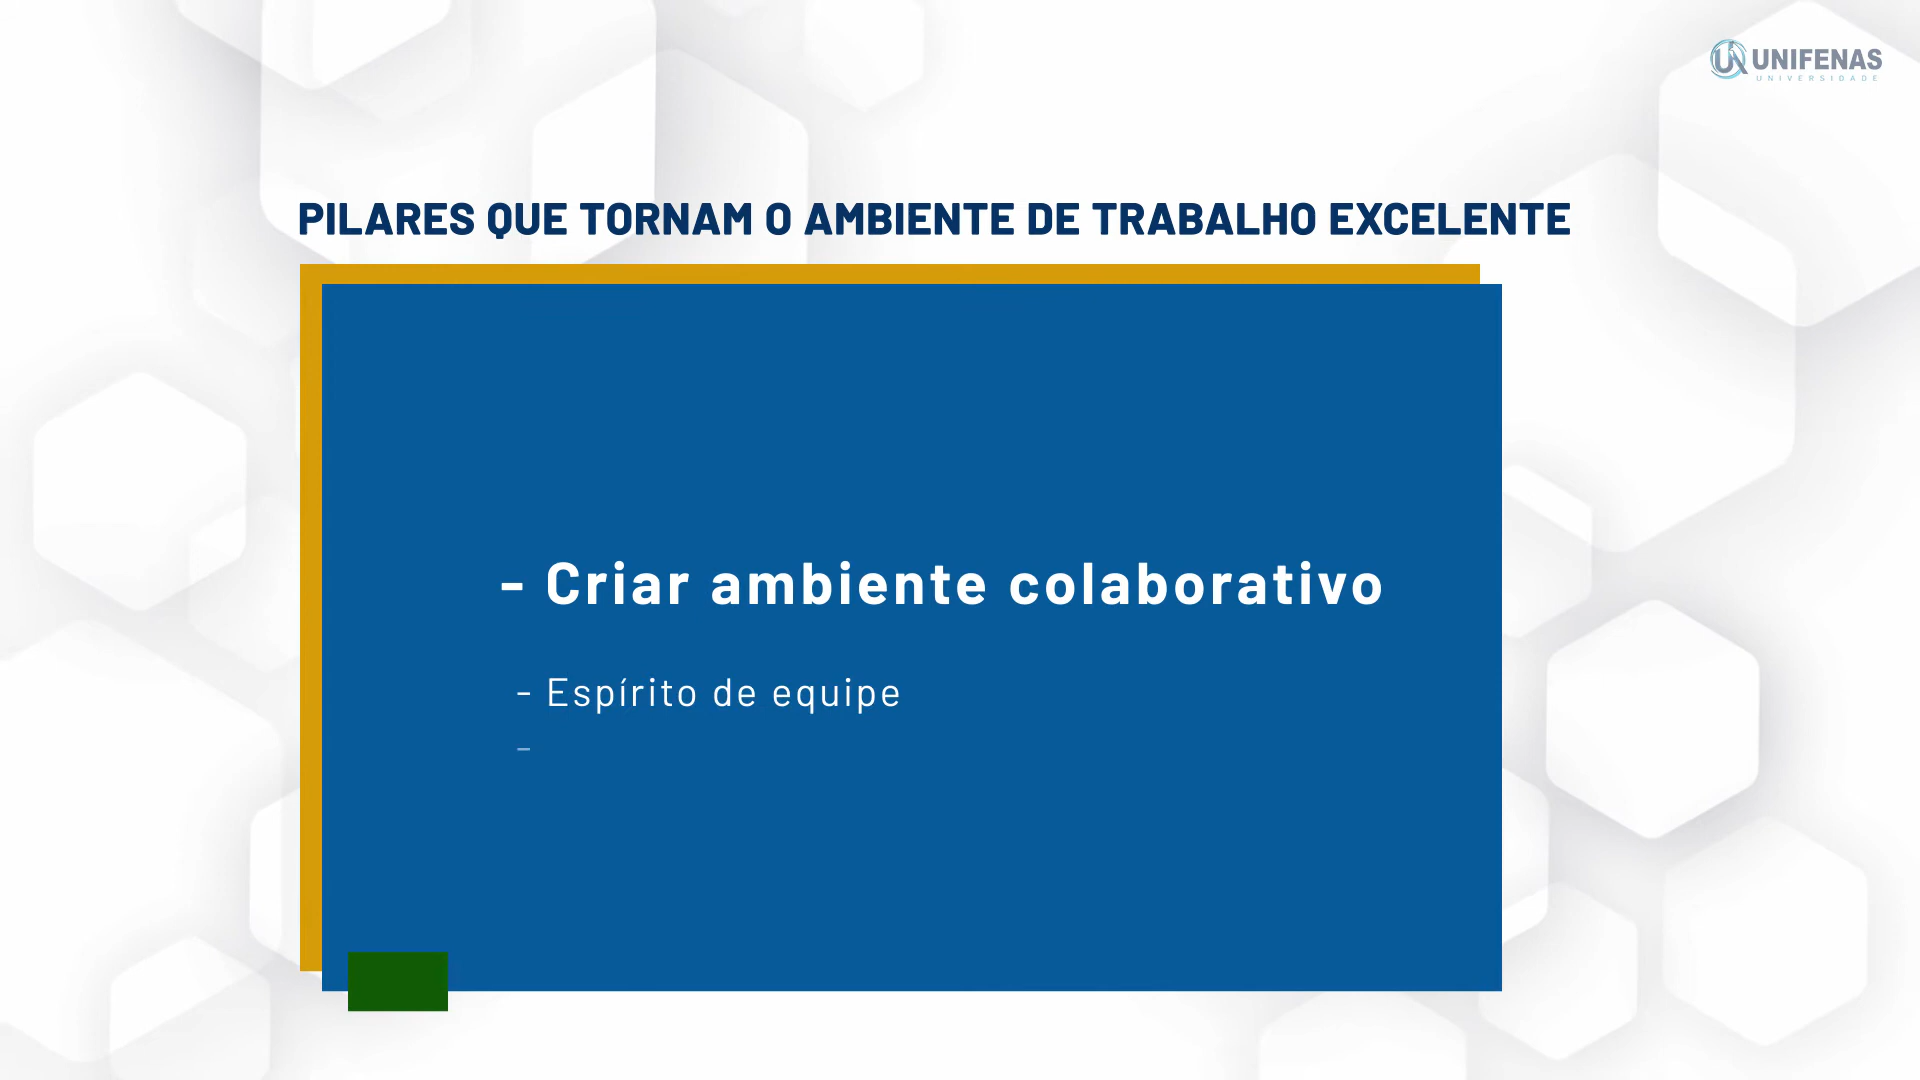 UNIFENAS
UNIVERSIDADE
PILARES QUE TORNAM O AMBIENTE DE TRABALHO EXCELENTE
- Criar ambiente colaborativo
- Espírito de equipe
-